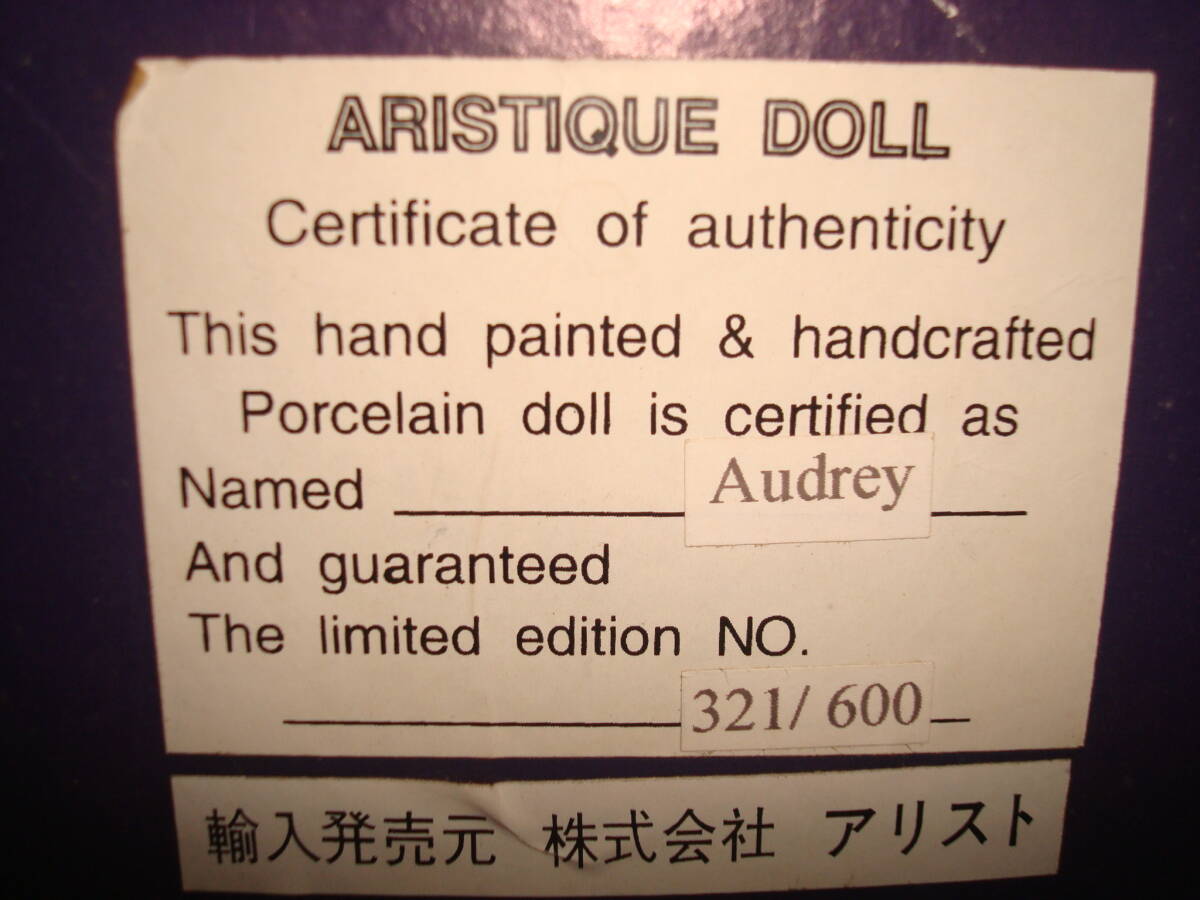 ARISTIQUE DOLL
Certificate of authenticity
This hand painted & handcrafted
Porcelain doll is certified as
Named Audrey
And guaranteed
The limited edition NO.
321/ 600
輸入発売元 株式会社 アリスト